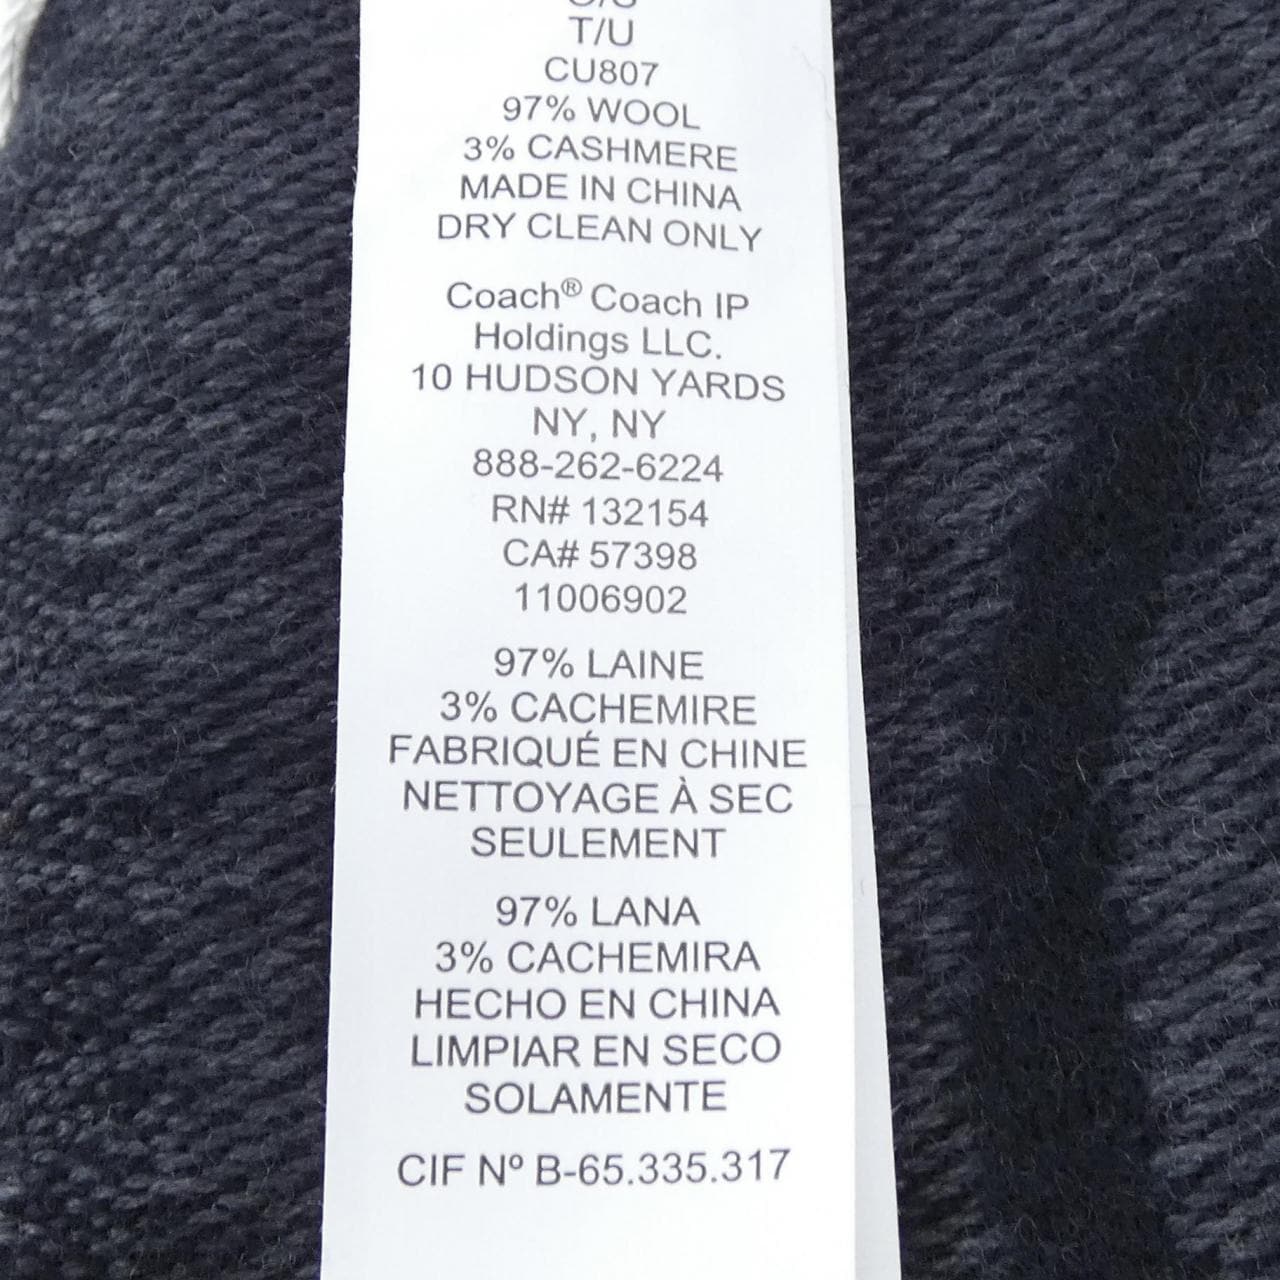 T/U
CU807
97% WOOL
3% CASHMERE
MADE IN CHINA
DRY CLEAN ONLY
Coach® Coach IP
Holdings LLC.
10 HUDSON YARDS
NY, NY
888-262-6224
RN# 132154
CA# 57398
11006902
97% LAINE
3% CACHEMIRE
FABRIQUÉ EN CHINE
NETTOYAGE À SEC
SEULEMENT
97% LANA
3% CACHEMIRA
HECHO EN CHINA
LIMPIAR EN SECO
SOLAMENTE
CIF Nº B-65.335.317